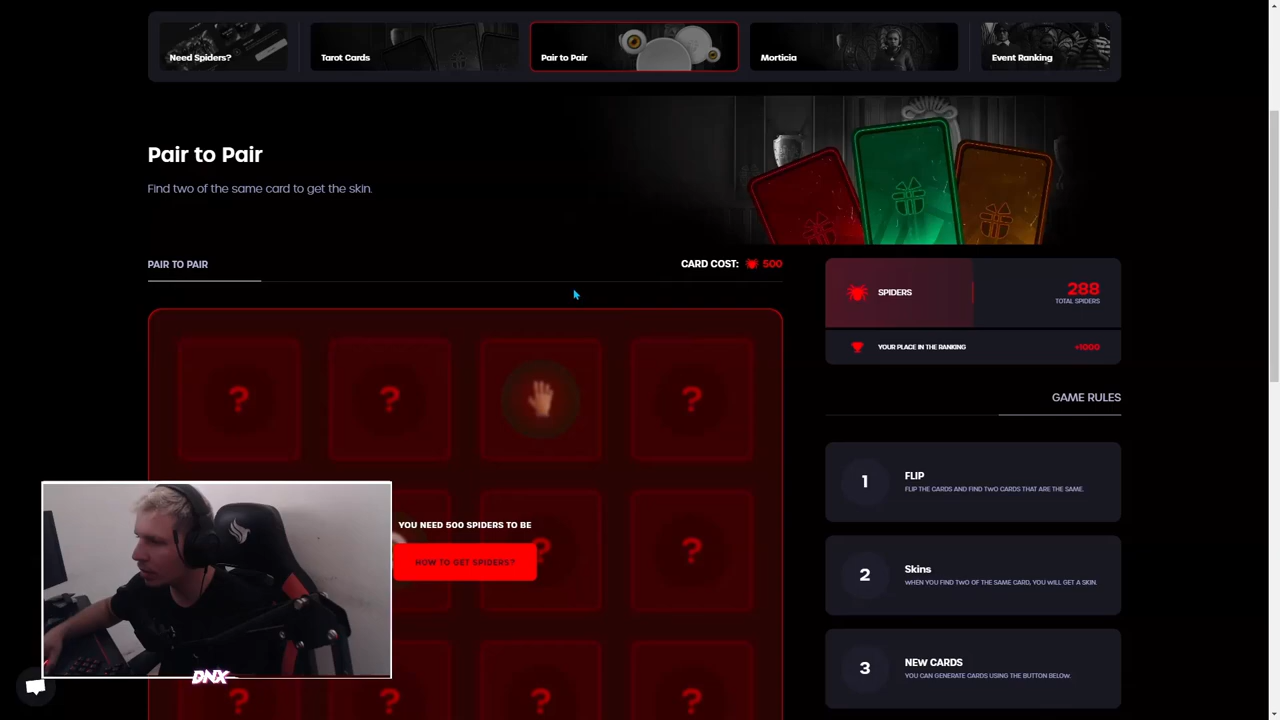 Need Spiders?
Tarot Cards
Pair to Pair
Morticia
Event Ranking
Pair to Pair
Find two of the same card to get the skin.
PAIR TO PAIR
CARD COST: 500
SPIDERS
288
TOTAL SPIDERS
YOUR PLACE IN THE RANKING
+1000
? ? ?
GAME RULES
1
FLIP
FLIP THE CARDS AND FIND TWO CARDS THAT ARE THE SAME.
YOU NEED 500 SPIDERS TO BE
HOW TO GET SPIDERS?
? ?
2
Skins
WHEN YOU FIND TWO OF THE SAME CARD, YOU WILL GET A SKIN.
3
NEW CARDS
YOU CAN GENERATE CARDS USING THE BUTTON BELOW.
? ? ? ?
DNX